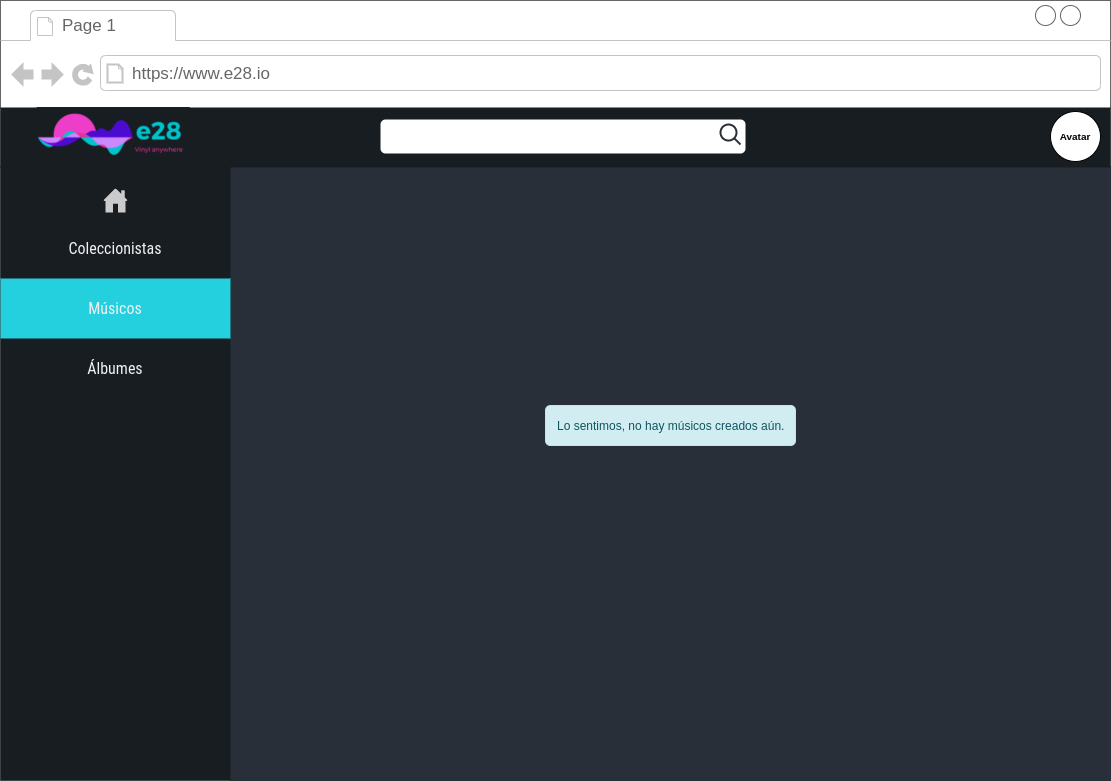 Page 1
https://www.e28.io
e28
Vinyl anywhere
Avatar
Coleccionistas
Músicos
Álbumes
Lo sentimos, no hay músicos creados aún.